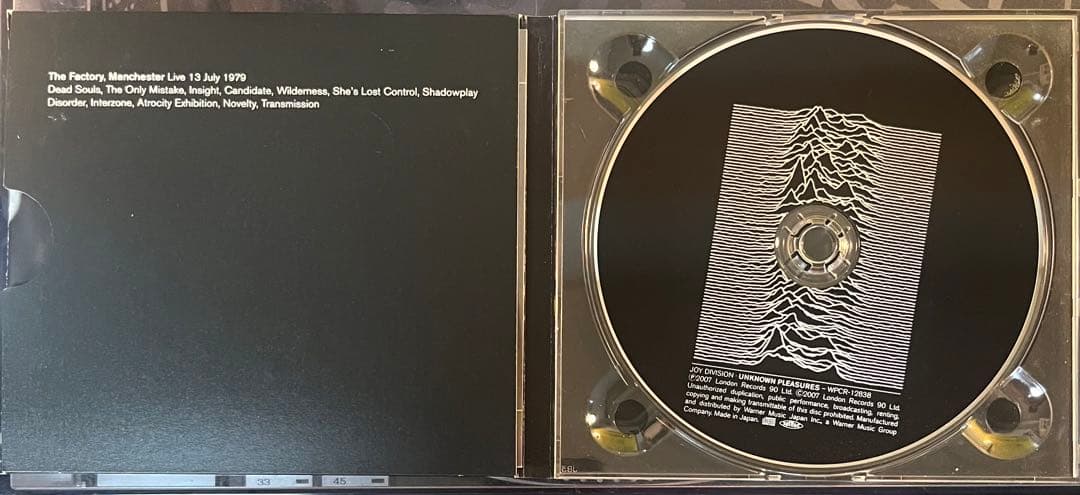 The Factory, Manchester Live 13 July 1979
Dead Souls, The Only Mistake, Insight, Candidate, Wilderness, She's Lost Control, Shadowplay
Disorder, Interzone, Atrocity Exhibition, Novelty, Transmission
JOY DIVISION · UNKNOWN PLEASURES – WPCR-12838
Ⓟ2007 London Records 90 Ltd. Ⓒ2007 London Records 90 Ltd.
Unauthorized duplication, public performance, broadcasting, renting,
copying and making transmittable of this disc prohibited. Manufactured
and distributed by Warner Music Japan Inc., a Warner Music Group
Company. Made in Japan.
33
45